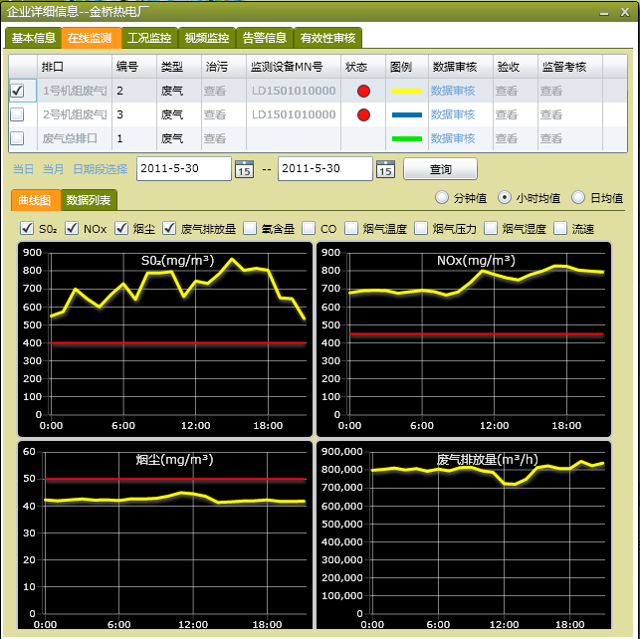 企业详细信息--金桥热电厂
基本信息 在线监测 工况监控 视频监控 告警信息 有效性审核
排口 编号 类型 治污 监测设备MN号 状态 图例 数据审核 验收 监督考核
1号机组废气排 2 废气 查看 LD1501010000 数据审核 查看 查看
2号机组废气排 3 废气 查看 LD1501010000 数据审核 查看 查看
废气总排口 1 废气 查看 数据审核 查看 查看
当日 当月 日期段选择 2011-5-30 15 -- 2011-5-30 15 查询
曲线图 数据列表 分钟值 小时均值 日均值
SO₂ NOx 烟尘 废气排放量 氧含量 CO 烟气温度 烟气压力 烟气湿度 流速
SO₂(mg/m³)
900
800
700
600
500
400
300
200
100
0
0:00 6:00 12:00 18:00
NOx(mg/m³)
900
800
700
600
500
400
300
200
100
0
0:00 6:00 12:00 18:00
烟尘(mg/m³)
60
50
40
30
20
10
0
0:00 6:00 12:00 18:00
废气排放量(m³/h)
900,000
800,000
700,000
600,000
500,000
400,000
300,000
200,000
100,000
0
0:00 6:00 12:00 18:00